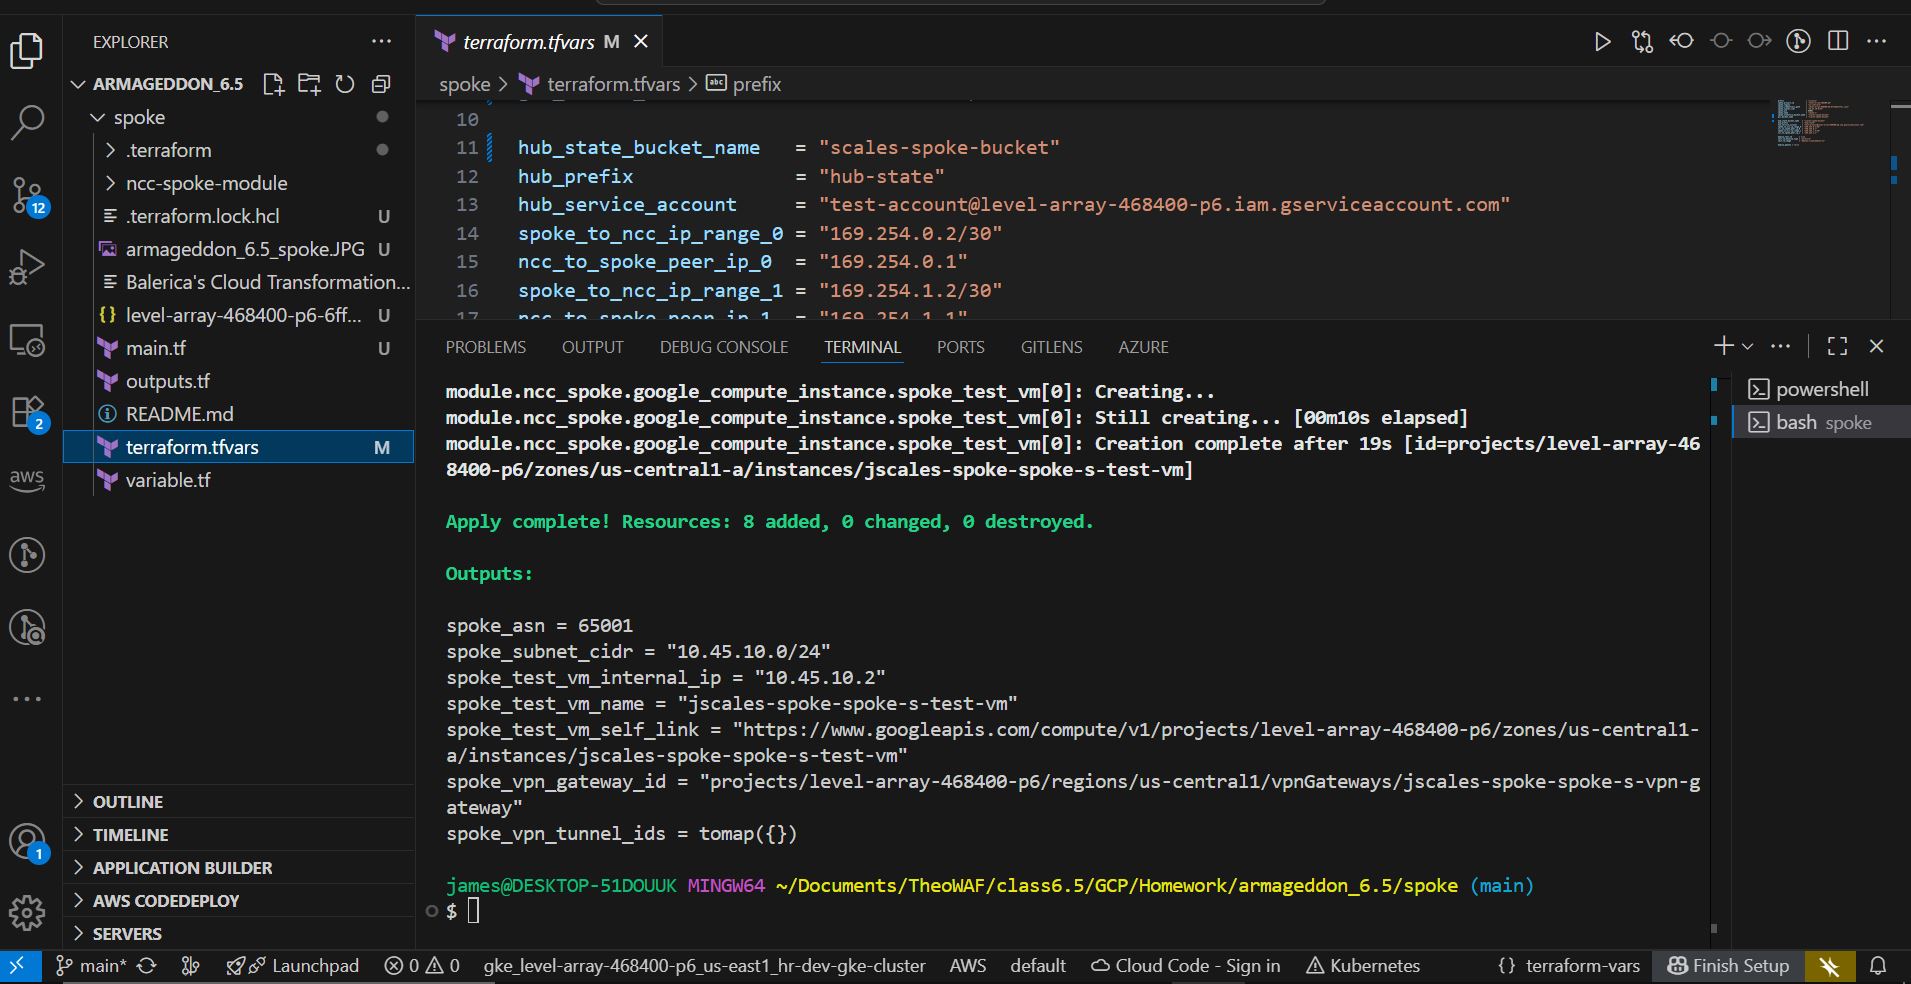 EXPLORER
ARMAGEDDON_6.5
spoke
.terraform
ncc-spoke-module
.terraform.lock.hcl U
armageddon_6.5_spoke.JPG U
Balerica's Cloud Transformation...
level-array-468400-p6-6ff... U
main.tf U
outputs.tf
README.md
terraform.tfvars M
variable.tf
OUTLINE
TIMELINE
APPLICATION BUILDER
AWS CODEDEPLOY
SERVERS
12
2
aws
1
terraform.tfvars M
spoke > terraform.tfvars > abc prefix
10
11 hub_state_bucket_name = "scales-spoke-bucket"
12 hub_prefix = "hub-state"
13 hub_service_account = "test-account@level-array-468400-p6.iam.gserviceaccount.com"
14 spoke_to_ncc_ip_range_0 = "169.254.0.2/30"
15 ncc_to_spoke_peer_ip_0 = "169.254.0.1"
16 spoke_to_ncc_ip_range_1 = "169.254.1.2/30"
17 ncc_to_spoke_peer_ip_1 = "169.254.1.1"
PROBLEMS OUTPUT DEBUG CONSOLE TERMINAL PORTS GITLENS AZURE
module.ncc_spoke.google_compute_instance.spoke_test_vm[0]: Creating...
module.ncc_spoke.google_compute_instance.spoke_test_vm[0]: Still creating... [00m10s elapsed]
module.ncc_spoke.google_compute_instance.spoke_test_vm[0]: Creation complete after 19s [id=projects/level-array-46
8400-p6/zones/us-central1-a/instances/jscales-spoke-spoke-s-test-vm]
Apply complete! Resources: 8 added, 0 changed, 0 destroyed.
Outputs:
spoke_asn = 65001
spoke_subnet_cidr = "10.45.10.0/24"
spoke_test_vm_internal_ip = "10.45.10.2"
spoke_test_vm_name = "jscales-spoke-spoke-s-test-vm"
spoke_test_vm_self_link = "https://www.googleapis.com/compute/v1/projects/level-array-468400-p6/zones/us-central1-
a/instances/jscales-spoke-spoke-s-test-vm"
spoke_vpn_gateway_id = "projects/level-array-468400-p6/regions/us-central1/vpnGateways/jscales-spoke-spoke-s-vpn-g
ateway"
spoke_vpn_tunnel_ids = tomap({})
james@DESKTOP-51DOUUK MINGW64 ~/Documents/TheoWAF/class6.5/GCP/Homework/armageddon_6.5/spoke (main)
$
powershell
bash spoke
main* Launchpad 0 0 gke_level-array-468400-p6_us-east1_hr-dev-gke-cluster AWS default Cloud Code - Sign in Kubernetes {} terraform-vars Finish Setup